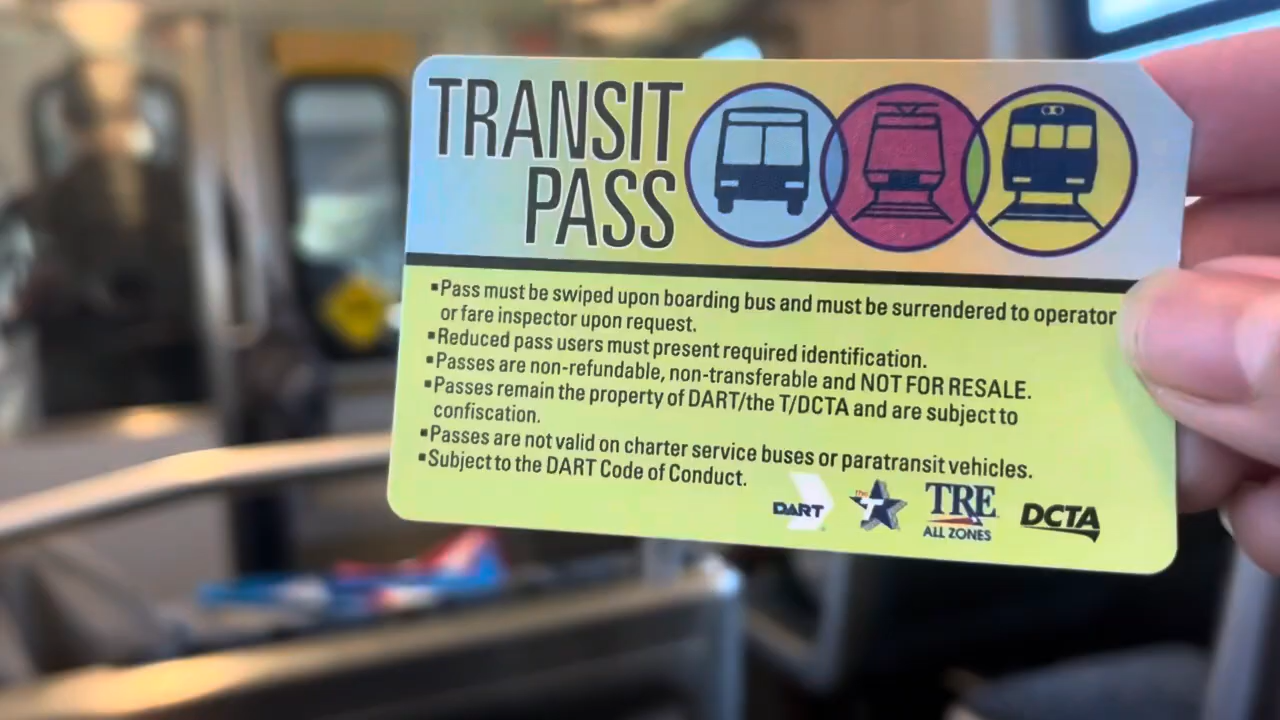 TRANSIT
PASS
▪Pass must be swiped upon boarding bus and must be surrendered to operator
or fare inspector upon request.
▪Reduced pass users must present required identification.
▪Passes are non-refundable, non-transferable and NOT FOR RESALE.
▪Passes remain the property of DART/the T/DCTA and are subject to
confiscation.
▪Passes are not valid on charter service buses or paratransit vehicles.
▪Subject to the DART Code of Conduct.
DART the T TRE DCTA
ALL ZONES